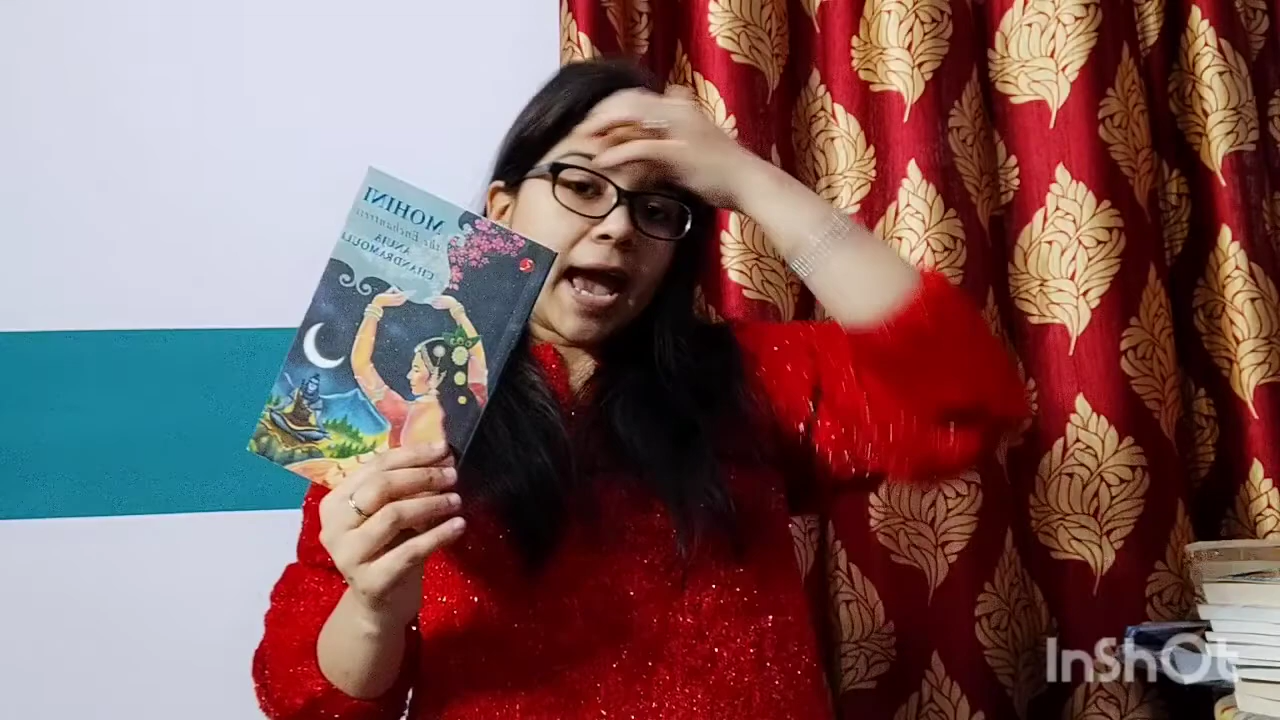 MOHINI
the Enchantress
ANUJA
CHANDRAMOULI
InShOt